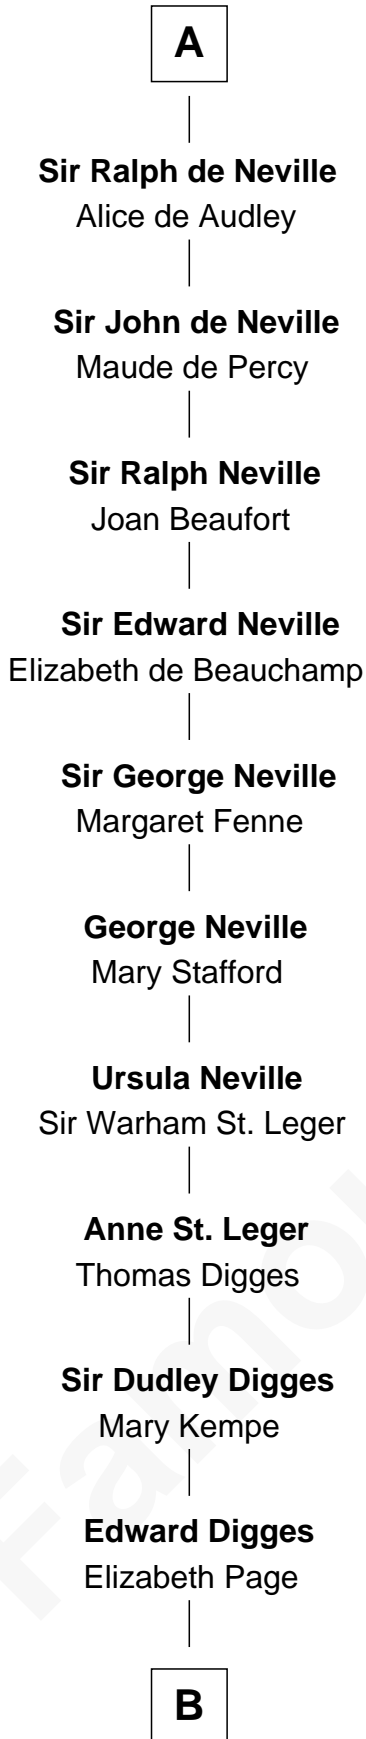 A
Sir Ralph de Neville
Alice de Audley
Sir John de Neville
Maude de Percy
Sir Ralph Neville
Joan Beaufort
Sir Edward Neville
Elizabeth de Beauchamp
Sir George Neville
Margaret Fenne
George Neville
Mary Stafford
Ursula Neville
Sir Warham St. Leger
Anne St. Leger
Thomas Digges
Sir Dudley Digges
Mary Kempe
Edward Digges
Elizabeth Page
B